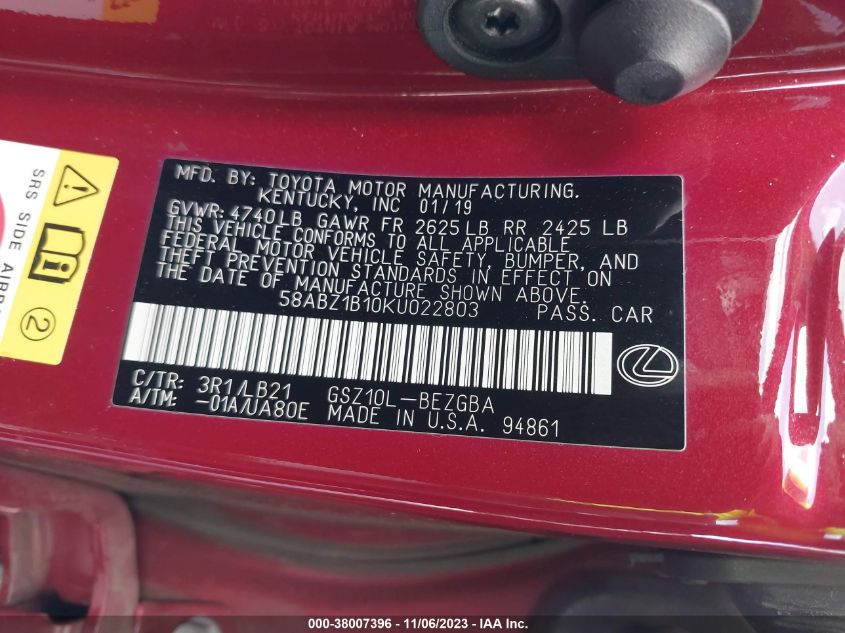 MFD. BY: TOYOTA MOTOR MANUFACTURING.
KENTUCKY, INC 01/19
GVWR: 4740LB GAWR FR 2625LB RR 2425 LB
THIS VEHICLE CONFORMS TO ALL APPLICABLE
FEDERAL MOTOR VEHICLE SAFETY, BUMPER, AND
THEFT PREVENTION STANDARDS IN EFFECT ON
THE DATE OF MANUFACTURE SHOWN ABOVE.
58ABZ1B10KU022803 PASS. CAR
C/TR: 3R1/LB21 GSZ10L-BEZGBA
A/TM: -01A/UA80E MADE IN U.S.A. 94861
SRS SIDE
2
000-38007396 - 11/06/2023 - IAA Inc.